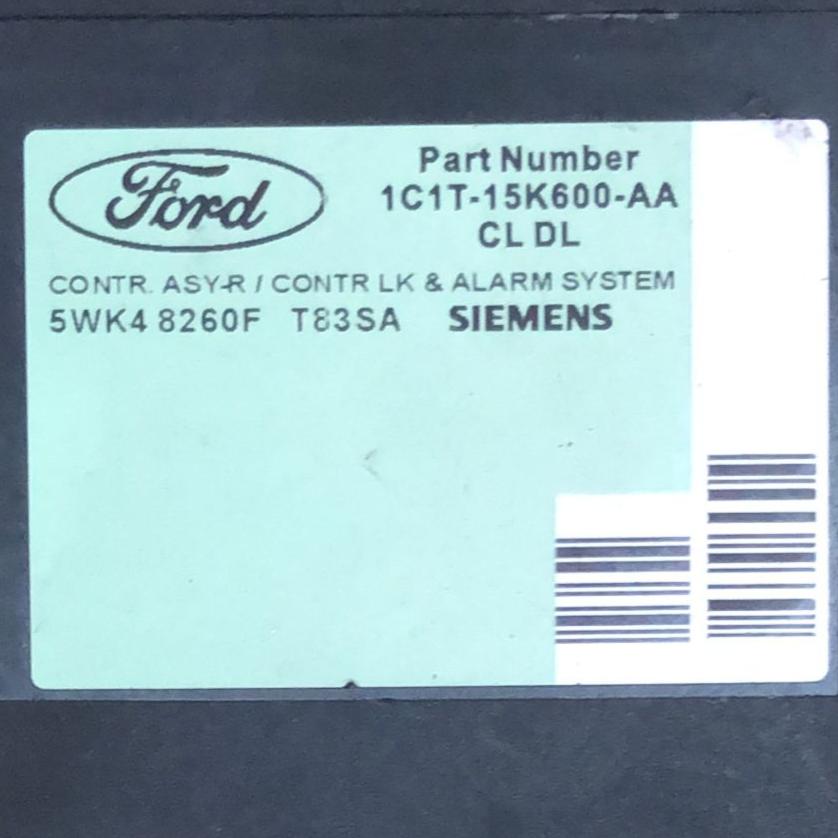 Ford
Part Number
1C1T-15K600-AA
CL DL
CONTR. ASY-R / CONTR LK & ALARM SYSTEM
5WK4 8260F T83SA SIEMENS